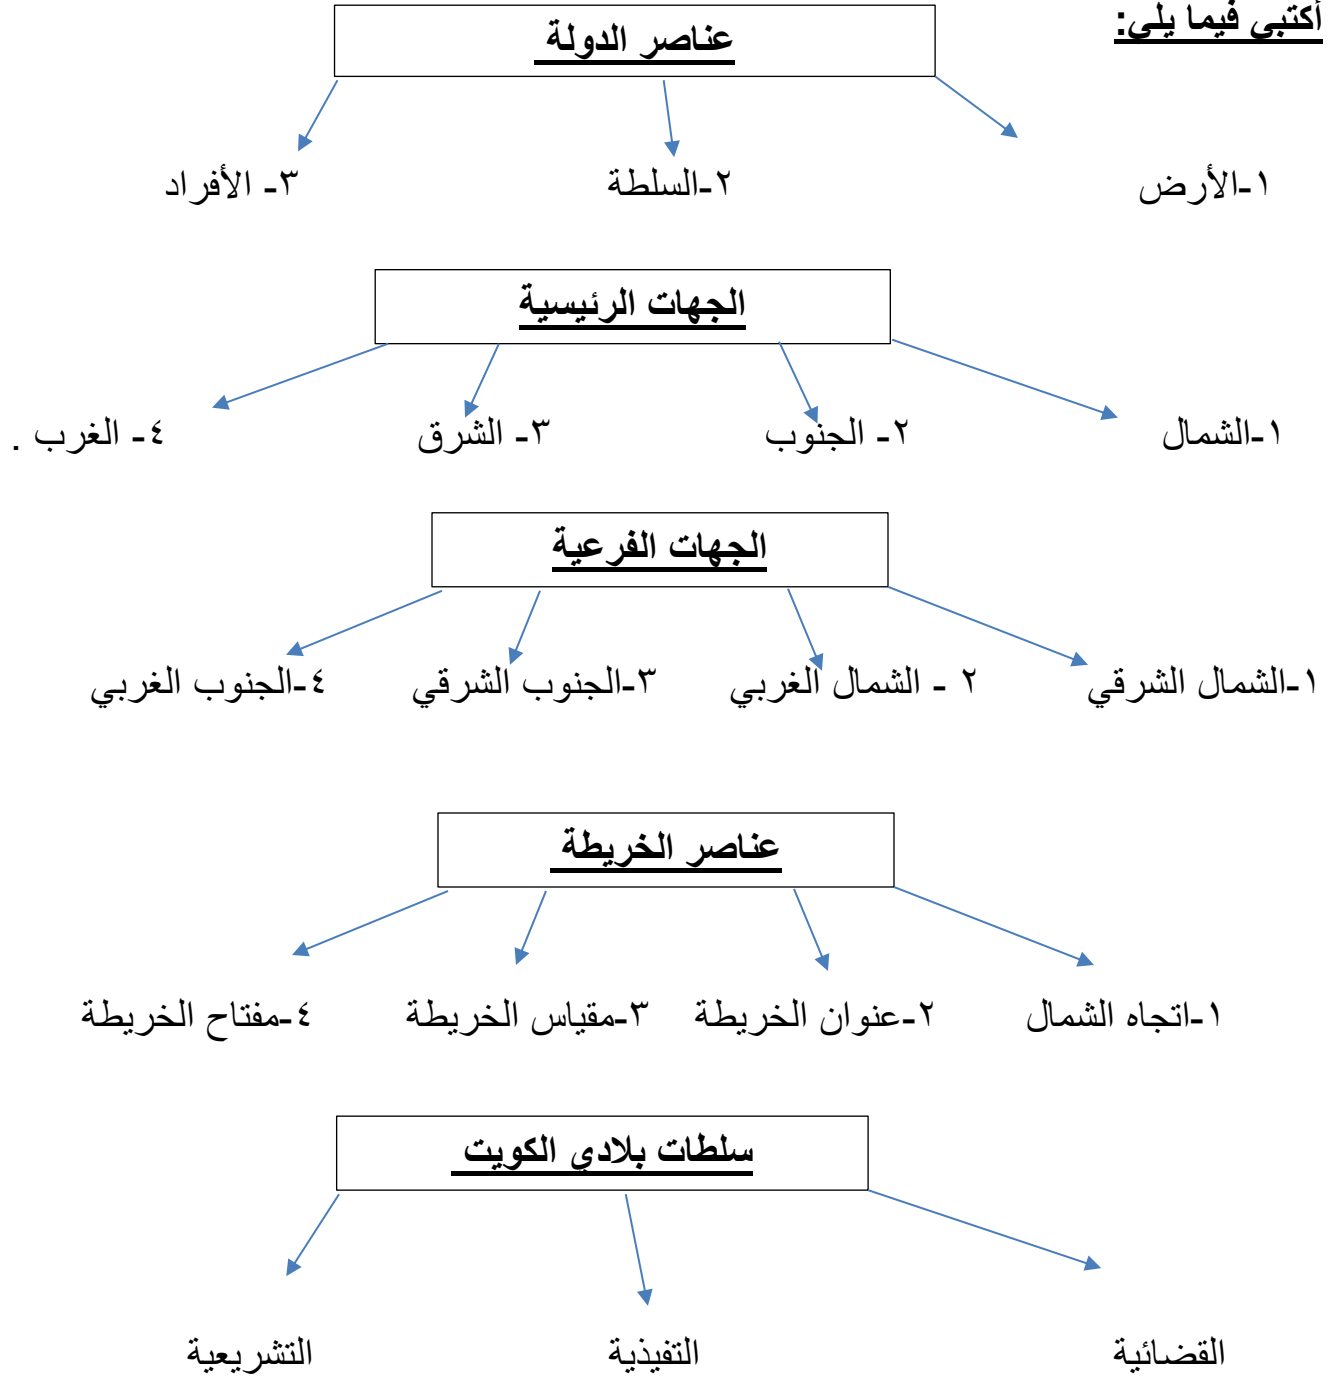 أكتبي فيما يلي:
عناصر الدولة
١-الأرض ٢-السلطة ٣- الأفراد
الجهات الرئيسية
١-الشمال ٢- الجنوب ٣- الشرق ٤- الغرب .
الجهات الفرعية
١-الشمال الشرقي ٢ - الشمال الغربي ٣-الجنوب الشرقي ٤-الجنوب الغربي
عناصر الخريطة
١-اتجاه الشمال ٢-عنوان الخريطة ٣-مقياس الخريطة ٤-مفتاح الخريطة
سلطات بلادي الكويت
القضائية التفيذية التشريعية